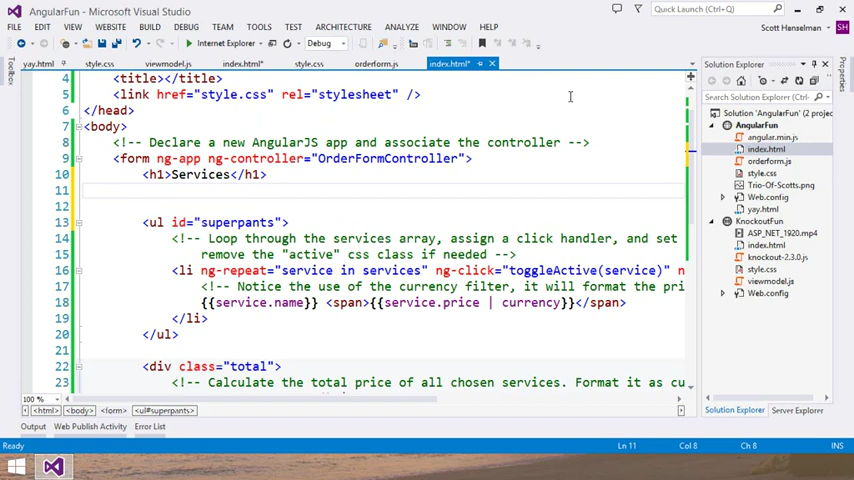 AngularFun - Microsoft Visual Studio
Quick Launch (Ctrl+Q)
FILE EDIT VIEW WEBSITE BUILD DEBUG TEAM TOOLS TEST ARCHITECTURE ANALYZE WINDOW HELP
Scott Hanselman SH
Internet Explorer Debug
yay.html style.css viewmodel.js index.html* style.css orderform.js index.html*
Toolbox
Properties
4 <title></title>
5 <link href="style.css" rel="stylesheet" />
6 </head>
7 <body>
8 <!-- Declare a new AngularJS app and associate the controller -->
9 <form ng-app ng-controller="OrderFormController">
10 <h1>Services</h1>
11
12
13 <ul id="superpants">
14 <!-- Loop through the services array, assign a click handler, and set
15 remove the "active" css class if needed -->
16 <li ng-repeat="service in services" ng-click="toggleActive(service)" n
17 <!-- Notice the use of the currency filter, it will format the pri
18 {{service.name}} <span>{{service.price | currency}}</span>
19 </li>
20 </ul>
21
22 <div class="total">
23 <!-- Calculate the total price of all chosen services. Format it as cu
100 %
<html> <body> <form> <ul#superpants>
Solution Explorer
Search Solution Explorer (Ctrl+
Solution 'AngularFun' (2 projec
AngularFun
angular.min.js
index.html
orderform.js
style.css
Trio-Of-Scotts.png
Web.config
yay.html
KnockoutFun
ASP_NET_1920.mp4
index.html
knockout-2.3.0.js
style.css
viewmodel.js
Web.config
Solution Explorer Server Explorer
Output Web Publish Activity Error List
Ready Ln 11 Col 8 Ch 8 INS